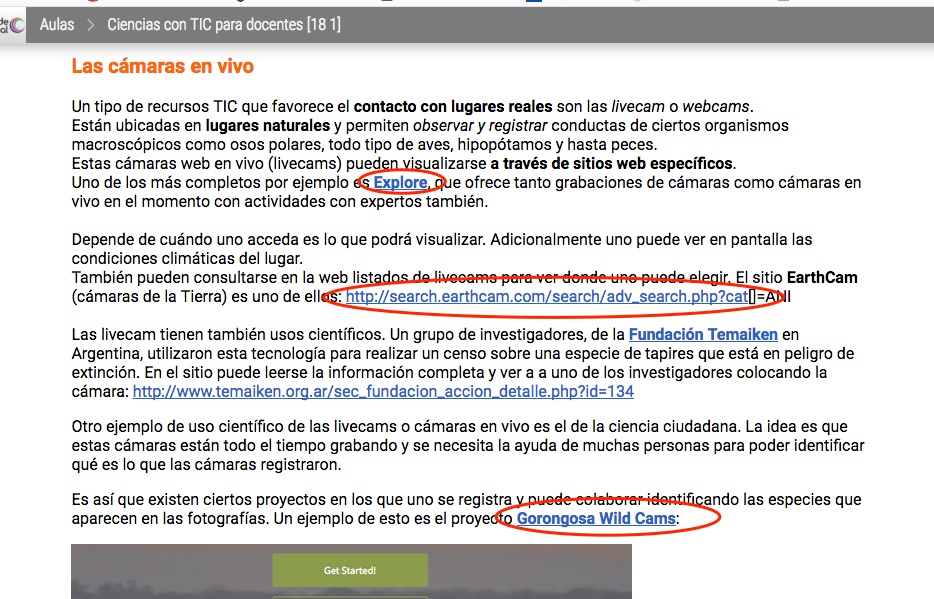 Aulas > Ciencias con TIC para docentes [18 1]
Las cámaras en vivo
Un tipo de recursos TIC que favorece el contacto con lugares reales son las livecam o webcams.
Están ubicadas en lugares naturales y permiten observar y registrar conductas de ciertos organismos
macroscópicos como osos polares, todo tipo de aves, hipopótamos y hasta peces.
Estas cámaras web en vivo (livecams) pueden visualizarse a través de sitios web específicos.
Uno de los más completos por ejemplo es Explore, que ofrece tanto grabaciones de cámaras como cámaras en
vivo en el momento con actividades con expertos también.
Depende de cuándo uno acceda es lo que podrá visualizar. Adicionalmente uno puede ver en pantalla las
condiciones climáticas del lugar.
También pueden consultarse en la web listados de livecams para ver donde uno puede elegir. El sitio EarthCam
(cámaras de la Tierra) es uno de ellos: http://search.earthcam.com/search/adv_search.php?cat[]=ANI
Las livecam tienen también usos científicos. Un grupo de investigadores, de la Fundación Temaiken en
Argentina, utilizaron esta tecnología para realizar un censo sobre una especie de tapires que está en peligro de
extinción. En el sitio puede leerse la información completa y ver a a uno de los investigadores colocando la
cámara: http://www.temaiken.org.ar/sec_fundacion_accion_detalle.php?id=134
Otro ejemplo de uso científico de las livecams o cámaras en vivo es el de la ciencia ciudadana. La idea es que
estas cámaras están todo el tiempo grabando y se necesita la ayuda de muchas personas para poder identificar
qué es lo que las cámaras registraron.
Es así que existen ciertos proyectos en los que uno se registra y puede colaborar identificando las especies que
aparecen en las fotografías. Un ejemplo de esto es el proyecto Gorongosa Wild Cams:
Get Started!